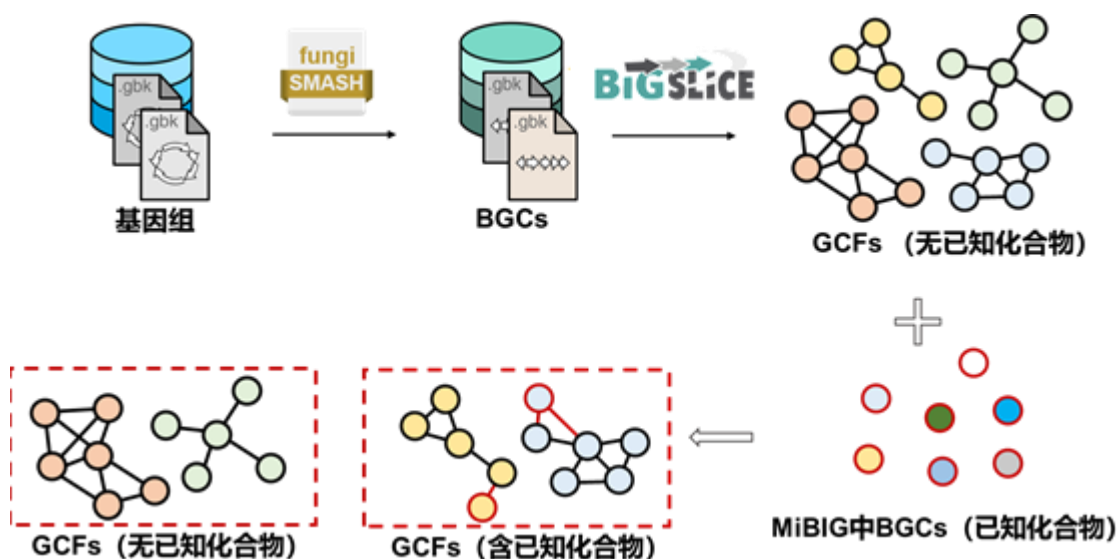 fungi
SMASH
BiGSLICE
.gbk
.gbk
.gbk
.gbk
基因组
BGCs
GCFs（无已知化合物）
GCFs（无已知化合物）
GCFs（含已知化合物）
MiBIG中BGCs（已知化合物）